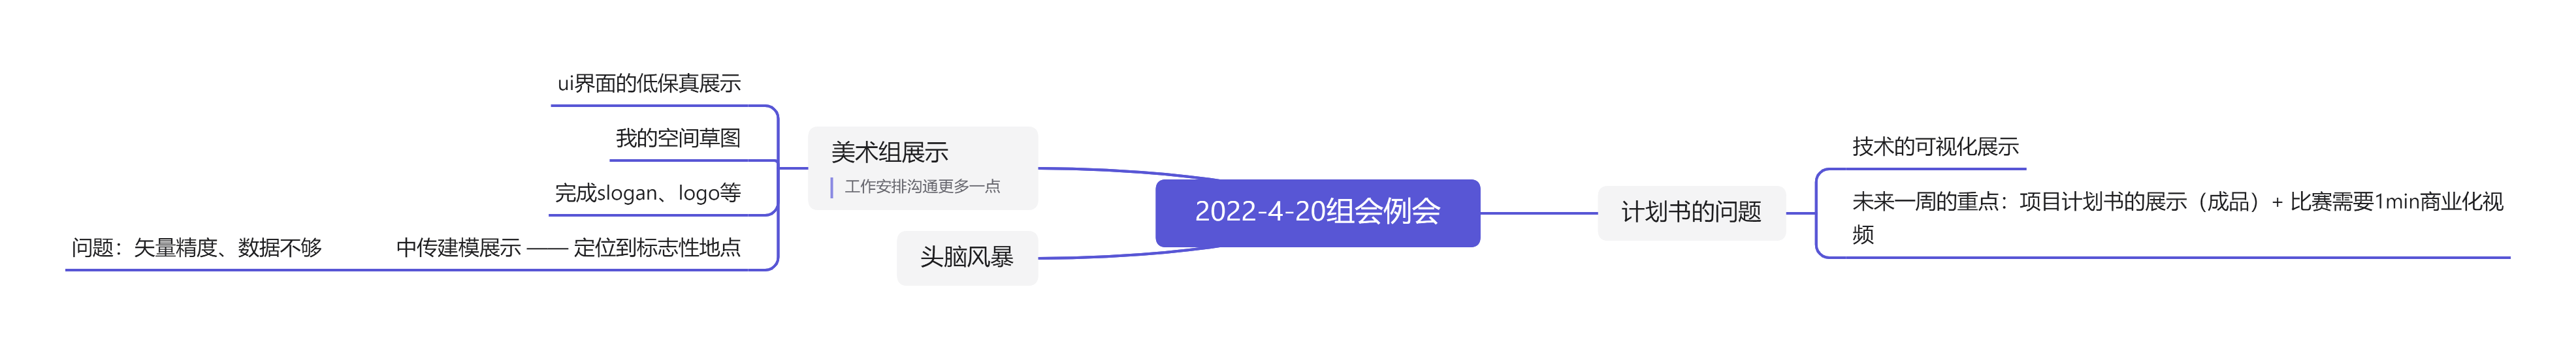 2022-4-20组会例会
计划书的问题
技术的可视化展示
未来一周的重点：项目计划书的展示（成品）+ 比赛需要1min商业化视
频
美术组展示
工作安排沟通更多一点
ui界面的低保真展示
我的空间草图
完成slogan、logo等
中传建模展示 —— 定位到标志性地点
问题：矢量精度、数据不够
头脑风暴